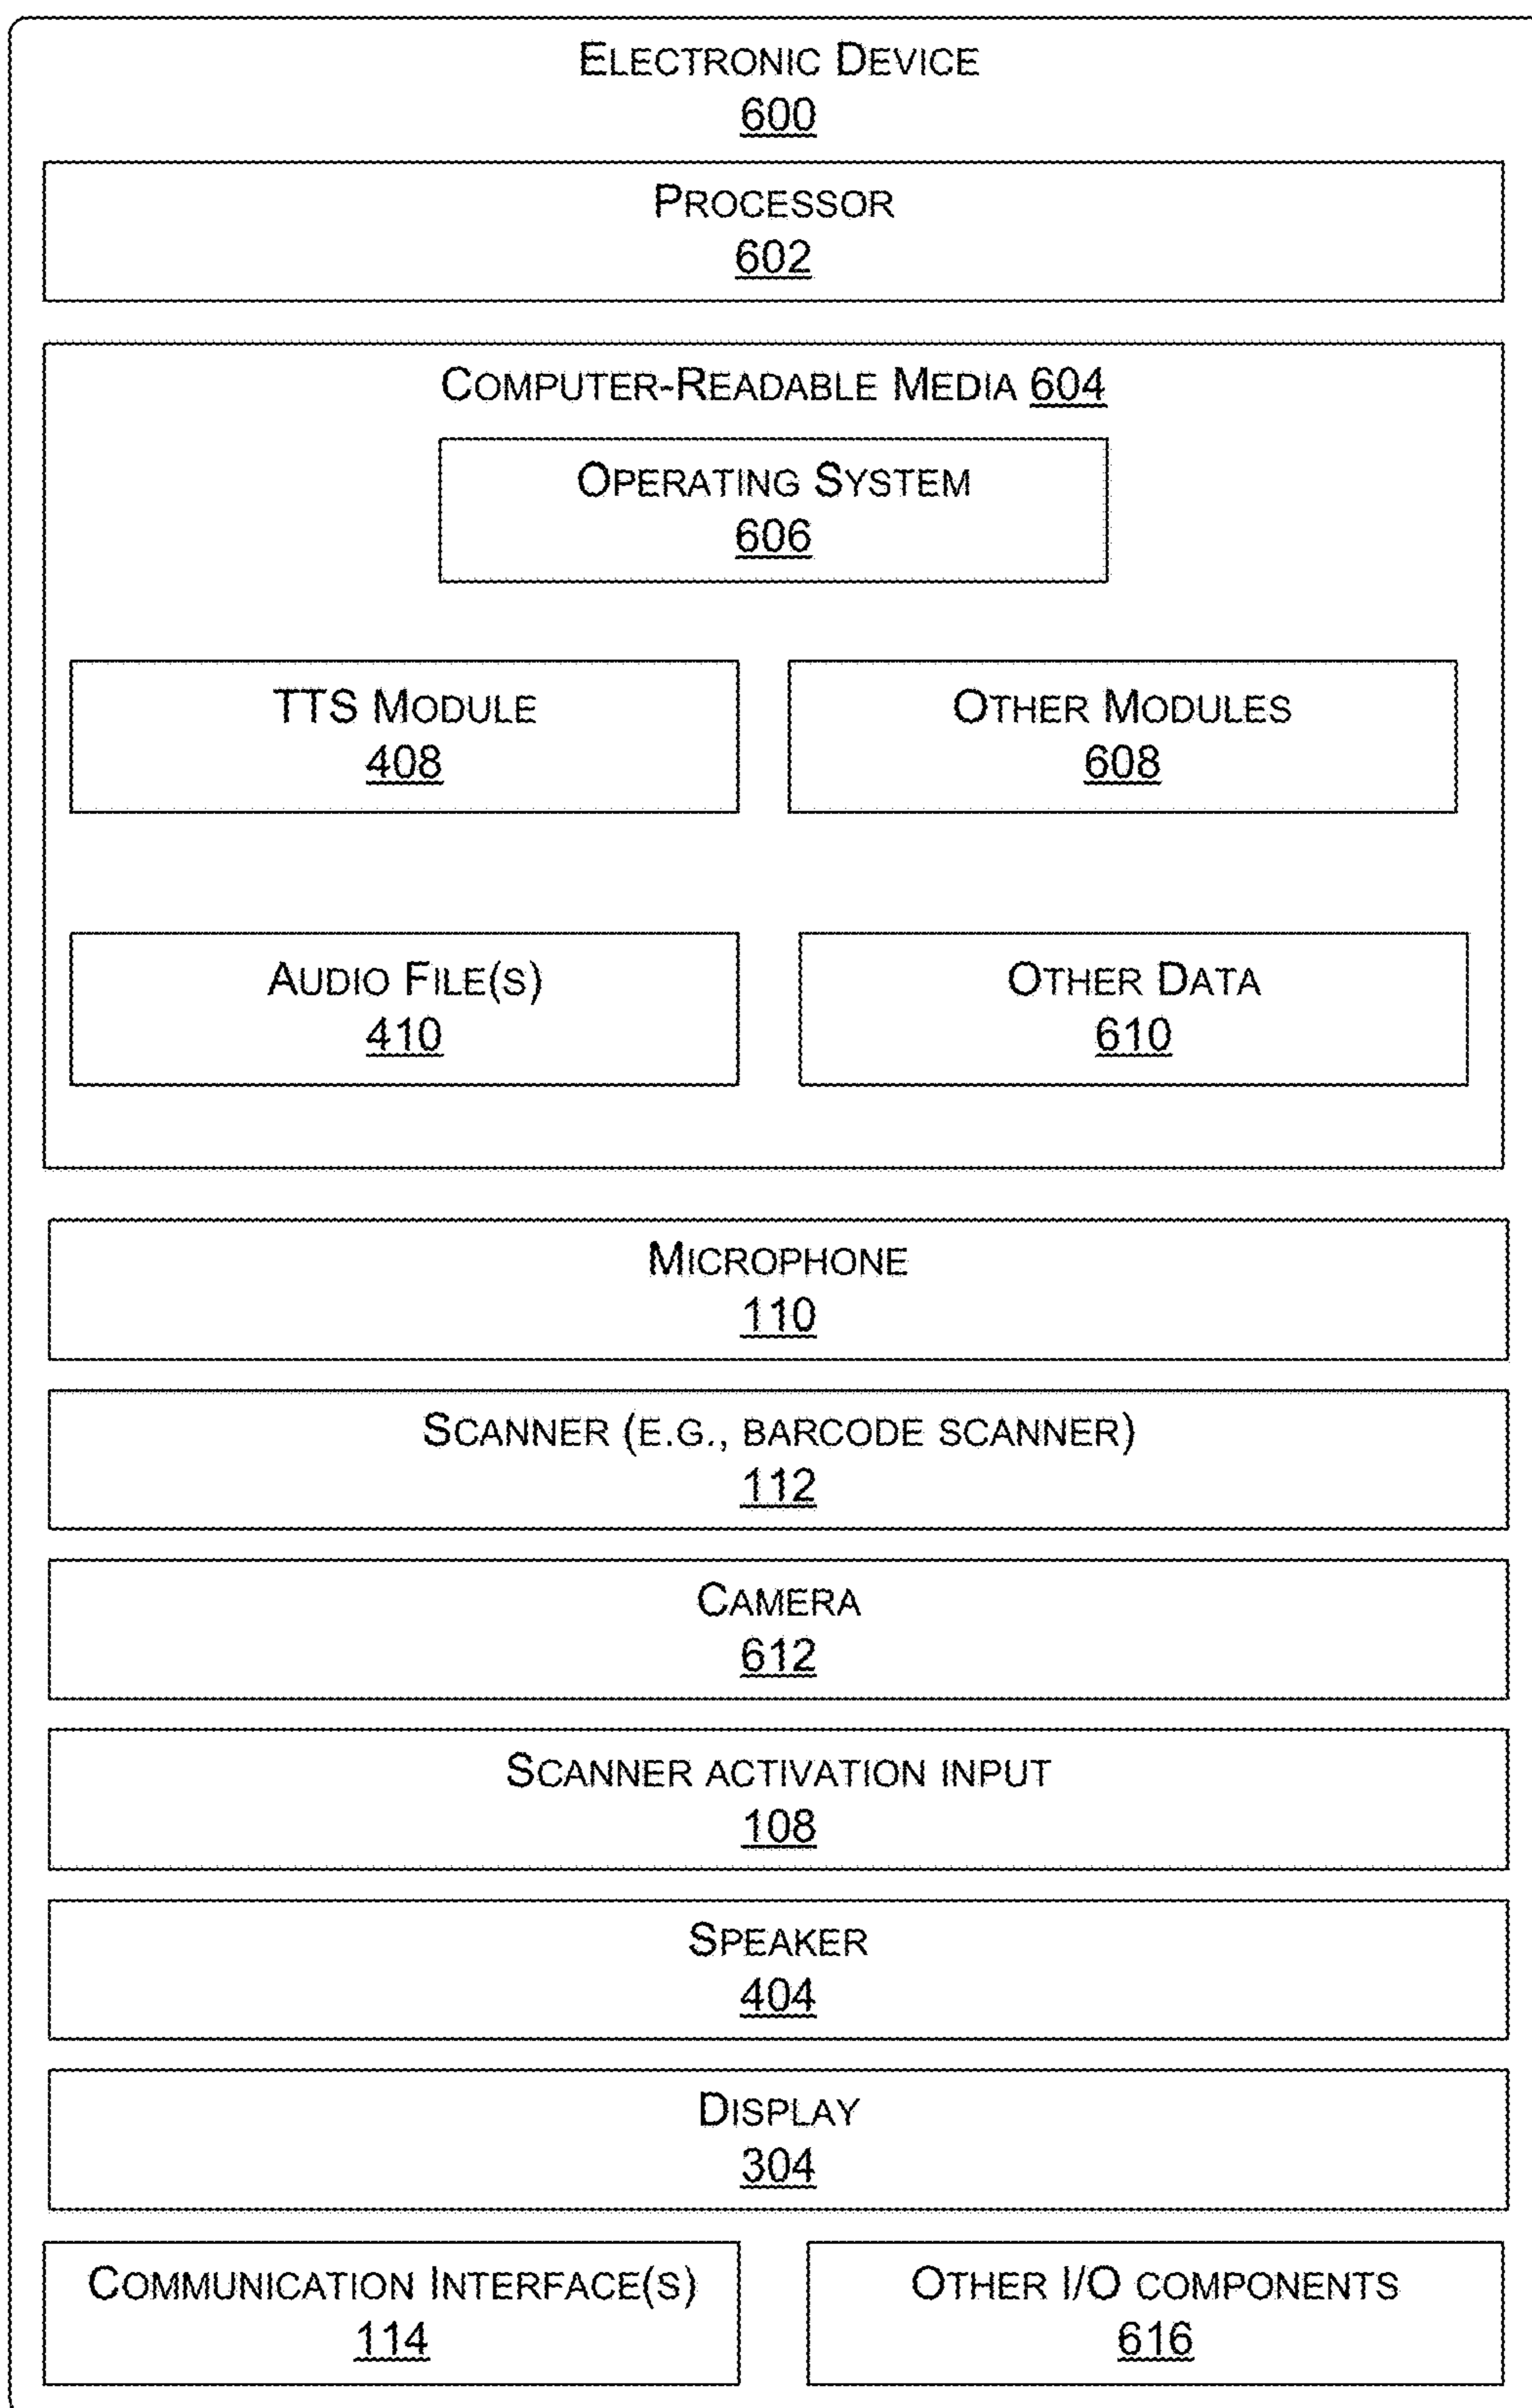 ELECTRONIC DEVICE
600
PROCESSOR
602
COMPUTER-READABLE MEDIA 604
OPERATING SYSTEM
606
TTS MODULE
408
OTHER MODULES
608
AUDIO FILE(S)
410
OTHER DATA
610
MICROPHONE
110
SCANNER (E.G., BARCODE SCANNER)
112
CAMERA
612
SCANNER ACTIVATION INPUT
108
SPEAKER
404
DISPLAY
304
COMMUNICATION INTERFACE(S)
114
OTHER I/O COMPONENTS
616